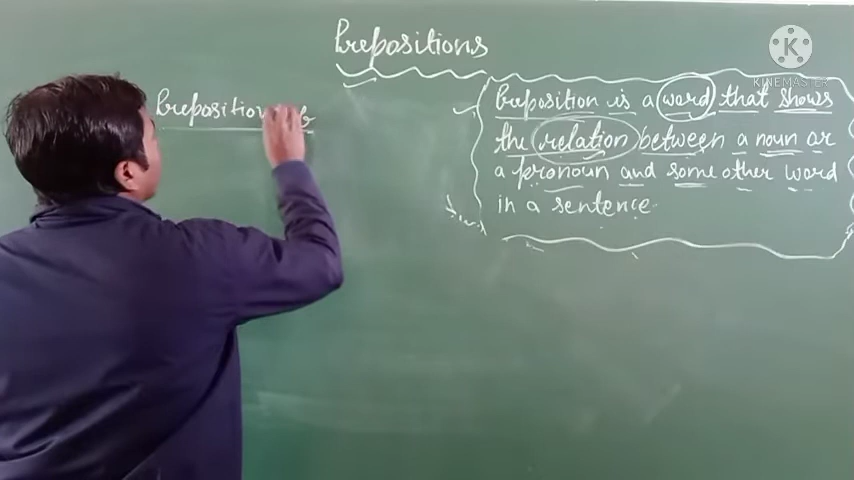 Prepositions
Preposition
Preposition is a word that shows
the relation between a noun or
a pronoun and some other word
in a sentence.
K
KINEMASTER